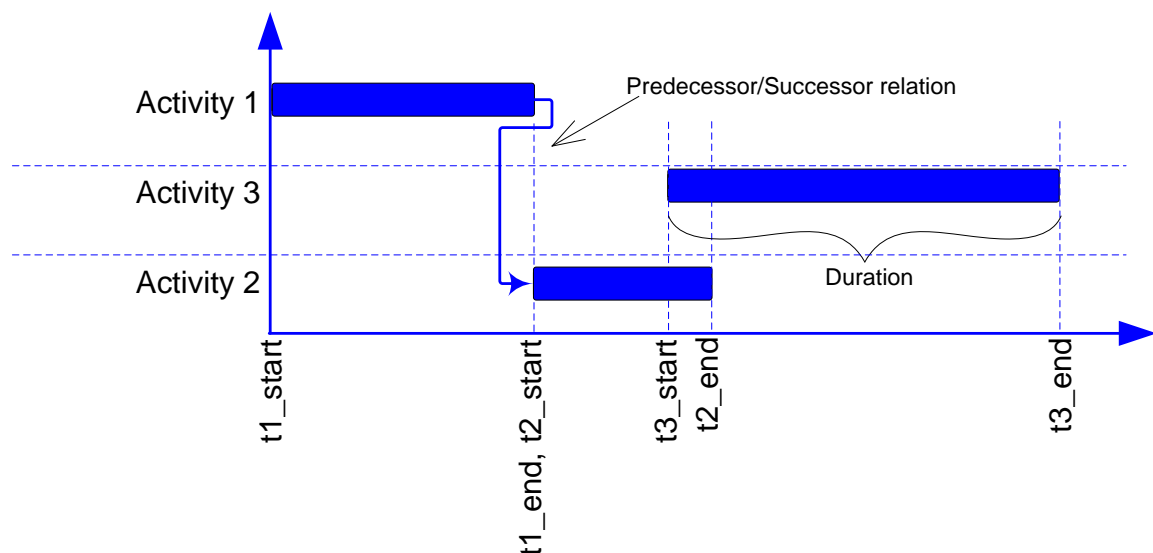 Predecessor/Successor relation
Activity 1
Activity 3
Duration
Activity 2
t1_start
t1_end, t2_start
t3_start
t2_end
t3_end